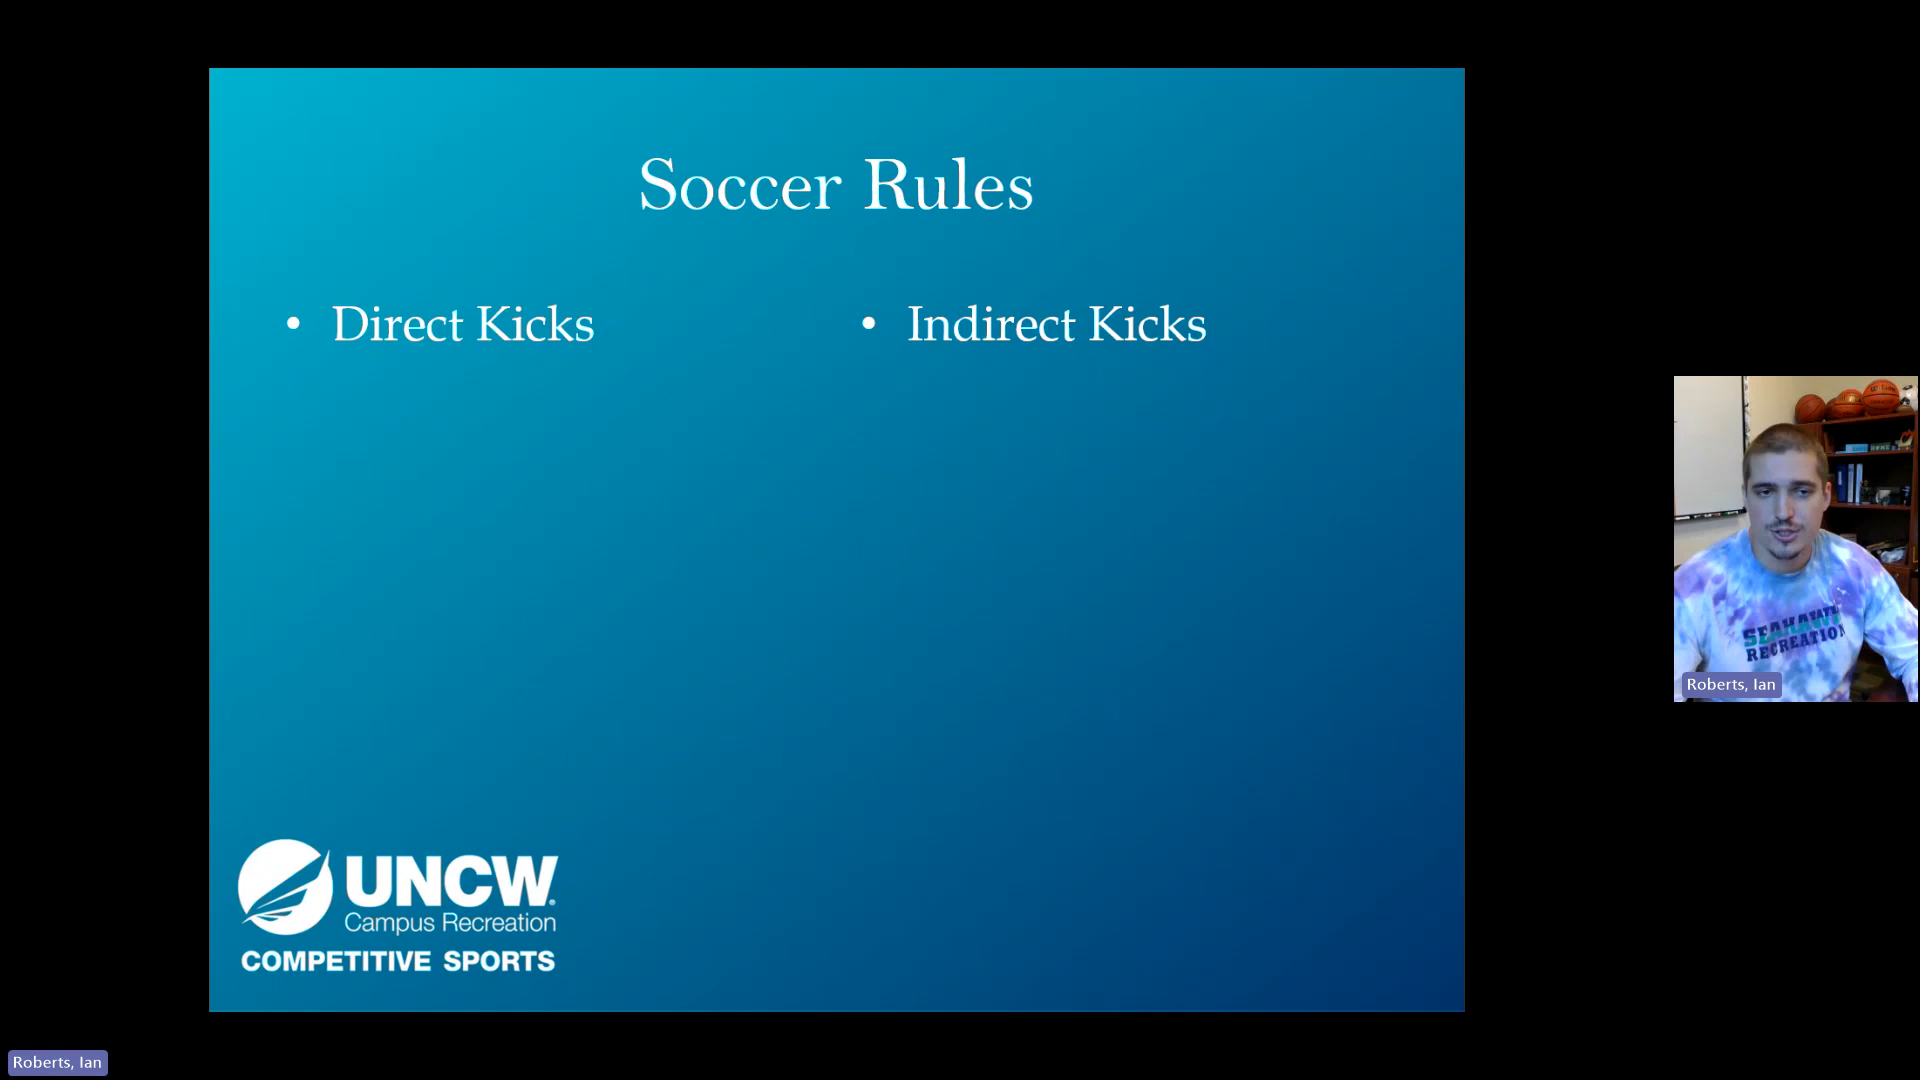 Soccer Rules
• Direct Kicks
• Indirect Kicks
UNCW
Campus Recreation
COMPETITIVE SPORTS
SEAHAWK
RECREATION
Roberts, Ian
Roberts, Ian